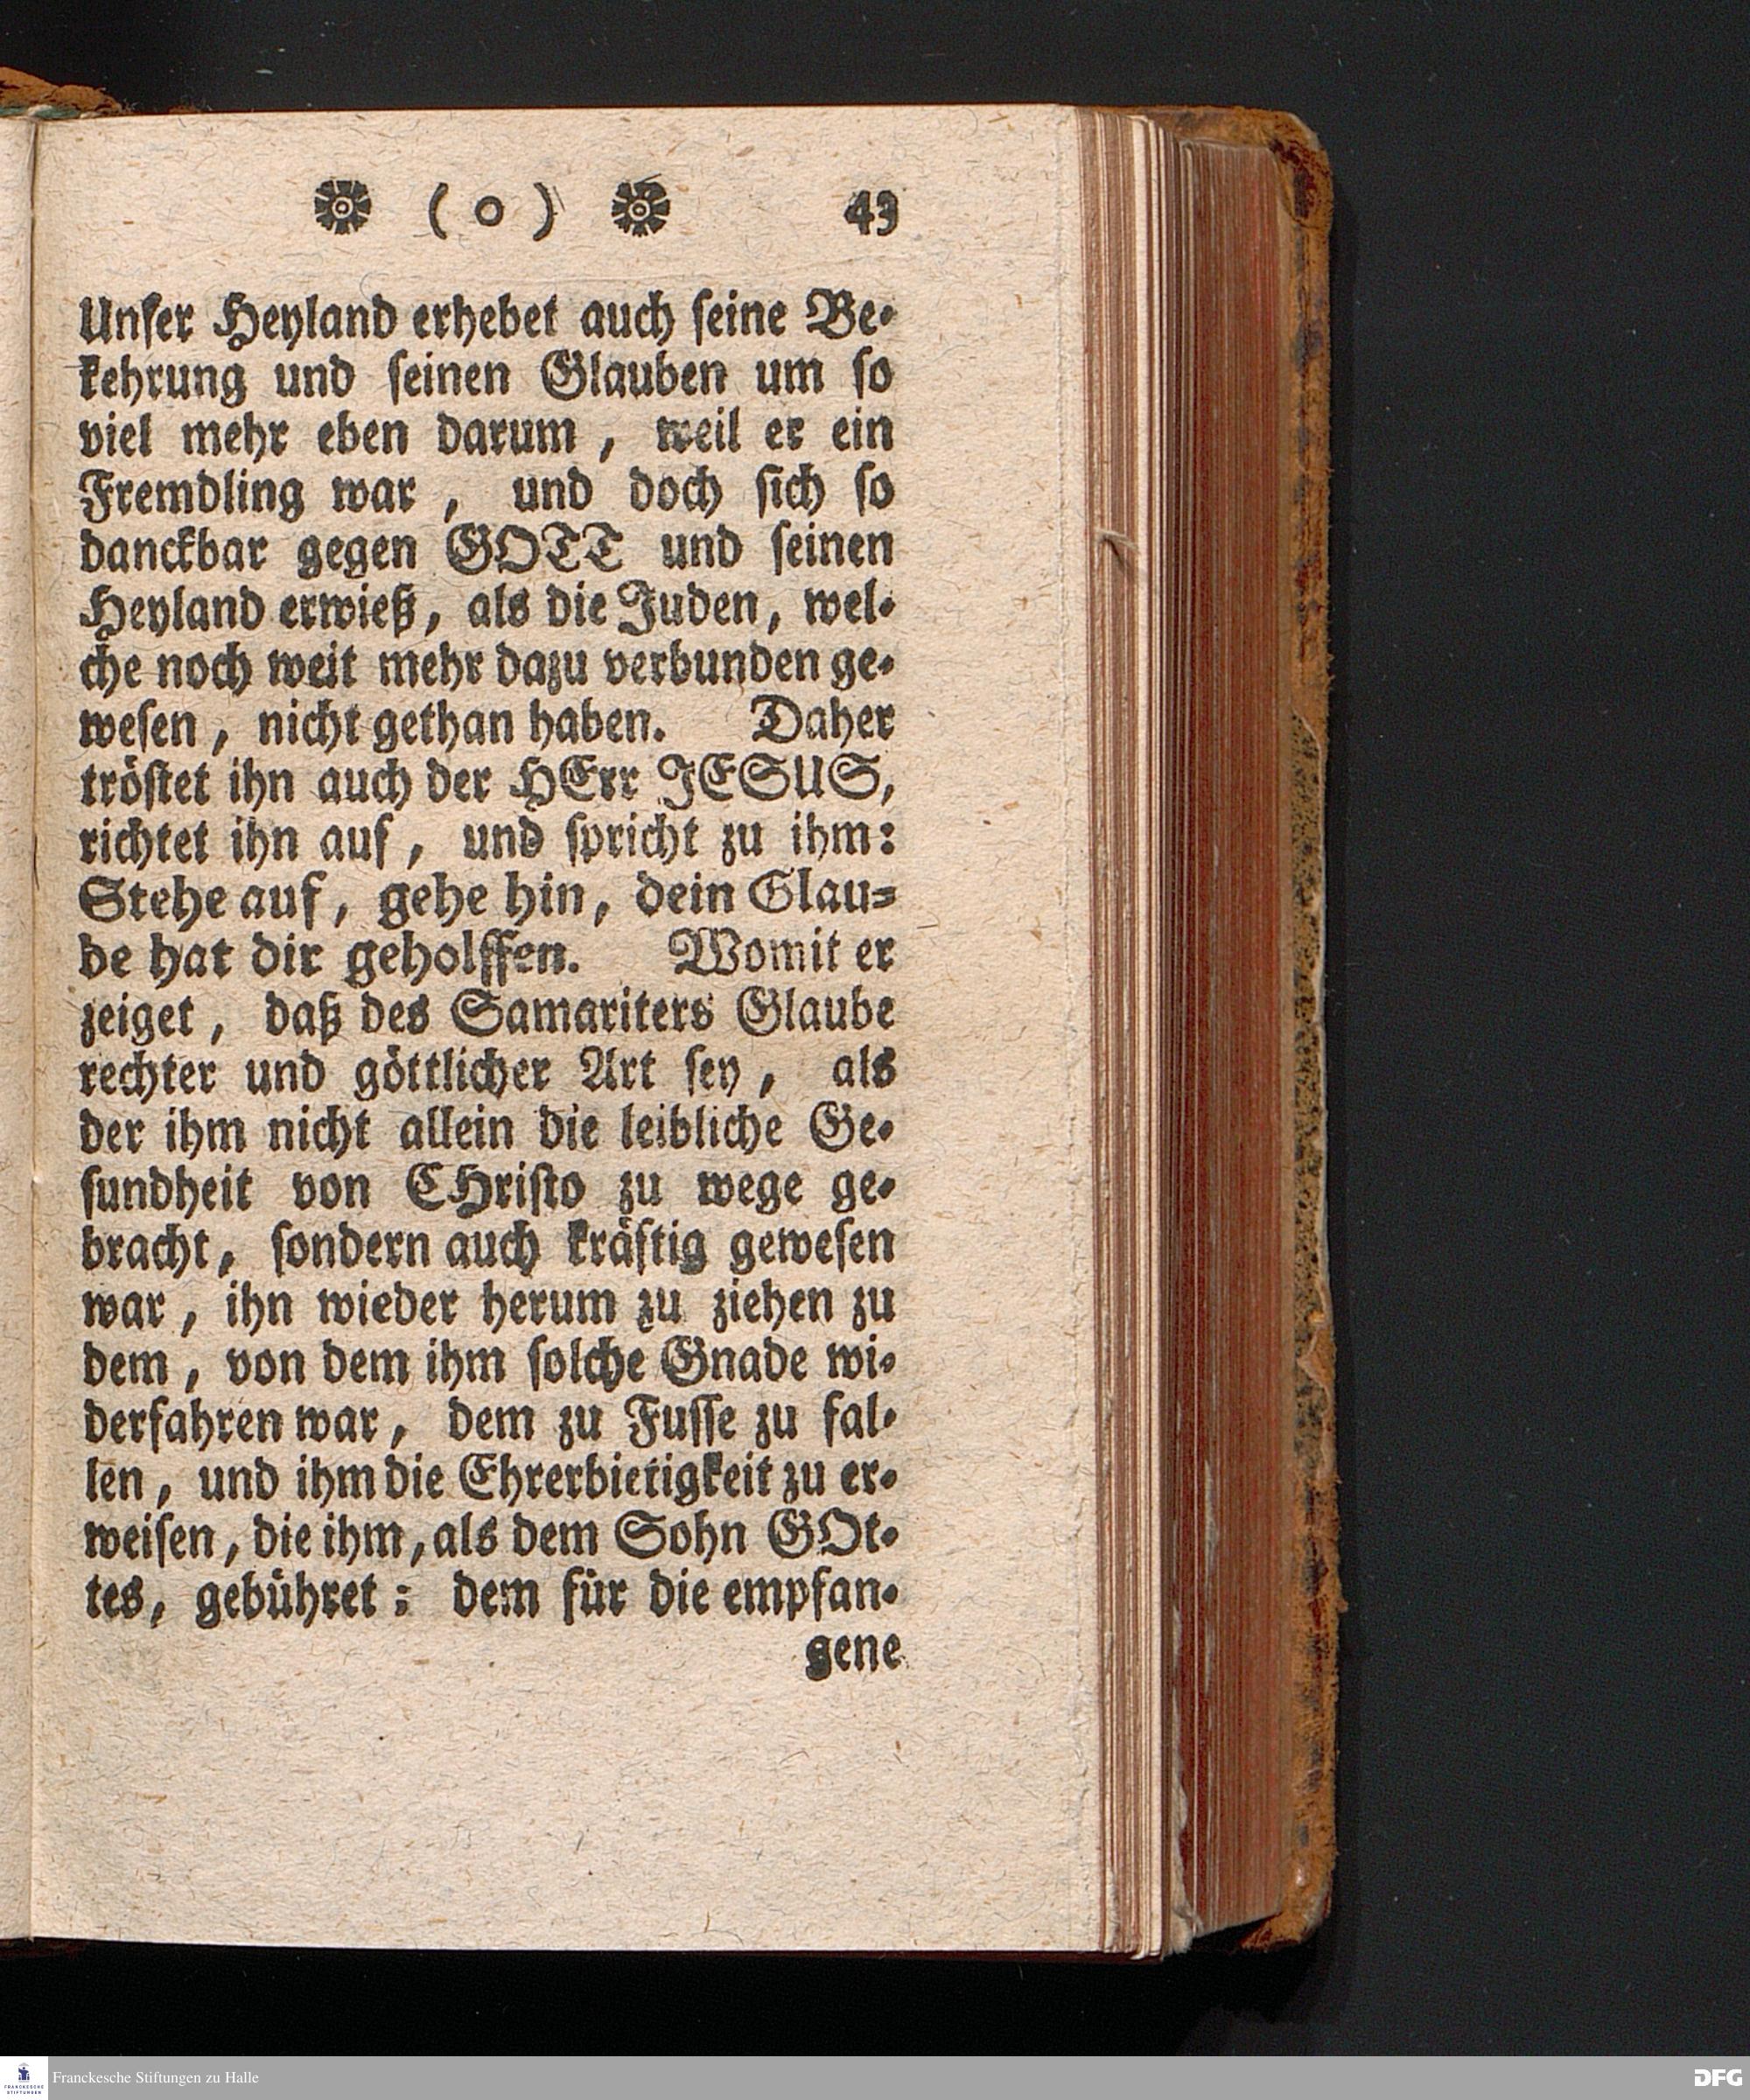 ❋ ( o ) ❋ 43
Unſer Heyland erhebet auch ſeine Be-
kehrung und ſeinen Glauben um ſo
viel mehr eben darum, weil er ein
Fremdling war, und doch ſich ſo
danckbar gegen GOTT und ſeinen
Heyland erwieß, als die Juden, wel-
che noch weit mehr dazu verbunden ge-
weſen, nicht gethan haben. Daher
tröſtet ihn auch der HErr JESUS,
richtet ihn auf, und ſpricht zu ihm:
Stehe auf, gehe hin, dein Glau-
be hat dir geholffen. Womit er
zeiget, daß des Samariters Glaube
rechter und göttlicher Art ſey, als
der ihm nicht allein die leibliche Ge-
ſundheit von CHriſto zu wege ge-
bracht, ſondern auch kräftig geweſen
war, ihn wieder herum zu ziehen zu
dem, von dem ihm ſolche Gnade wi-
derfahren war, dem zu Fuſſe zu fal-
len, und ihm die Ehrerbietigkeit zu er-
weiſen, die ihm, als dem Sohn GOt-
tes, gebühret: dem für die empfan-
gene
FRANCKESCHE
STIFTUNGEN
Franckesche Stiftungen zu Halle
DFG